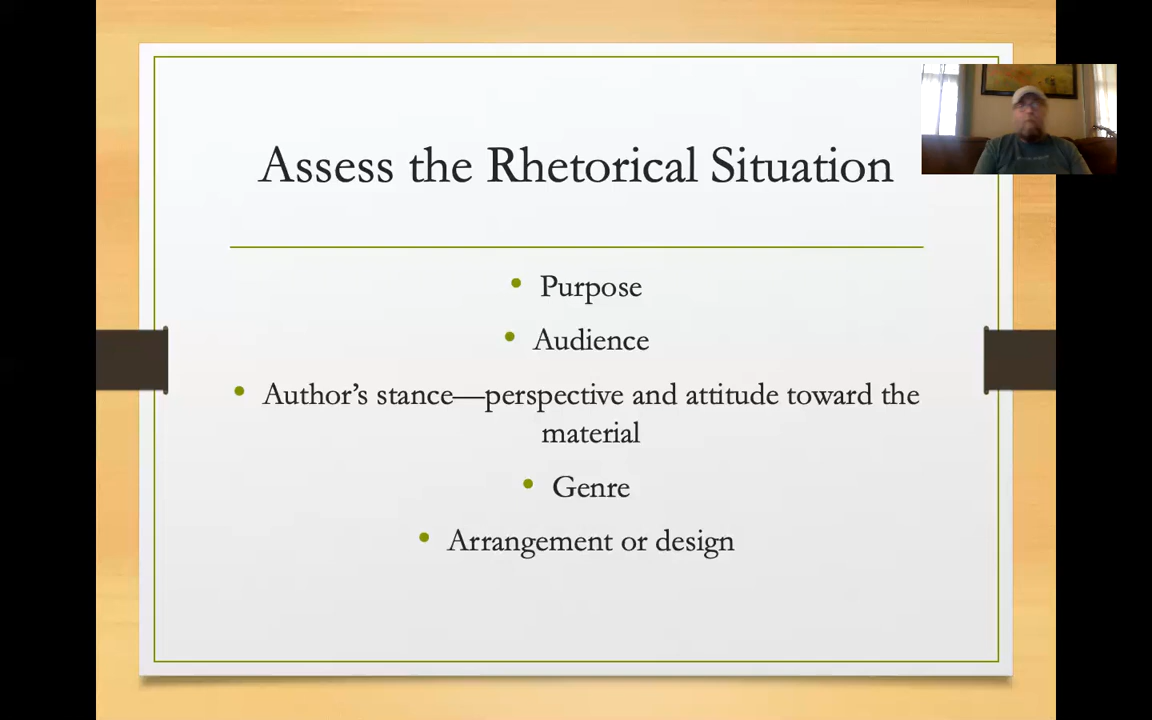 Assess the Rhetorical Situation
• Purpose
• Audience
• Author’s stance—perspective and attitude toward the
material
• Genre
• Arrangement or design